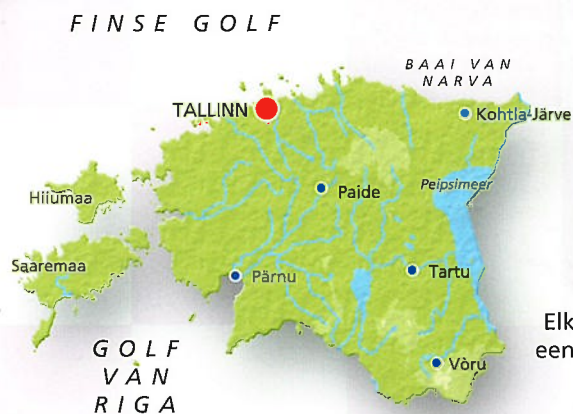 FINSE GOLF
BAAI VAN
NARVA
TALLINN
Kohtla-Järve
Paide
Peipsimeer
Hiiumaa
Saaremaa
Pärnu
Tartu
Elk
een
GOLF
VAN
RIGA
Vòru